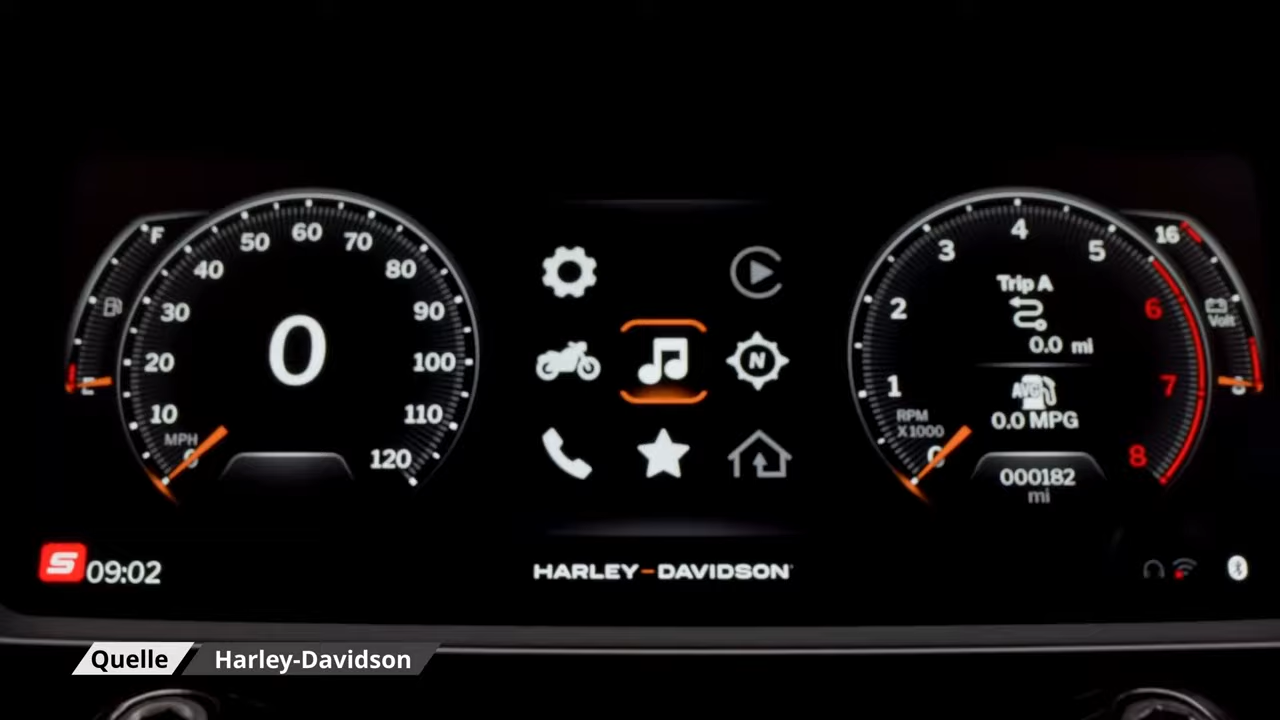 F
E
0
10
20
30
40
50
60
70
80
90
100
110
120
MPH
0
N
0
1
2
3
4
5
6
7
8
RPM
X1000
Trip A
0.0 mi
AVG
0.0 MPG
000182
mi
16
Volt
8
S 09:02
HARLEY-DAVIDSON
Quelle Harley-Davidson